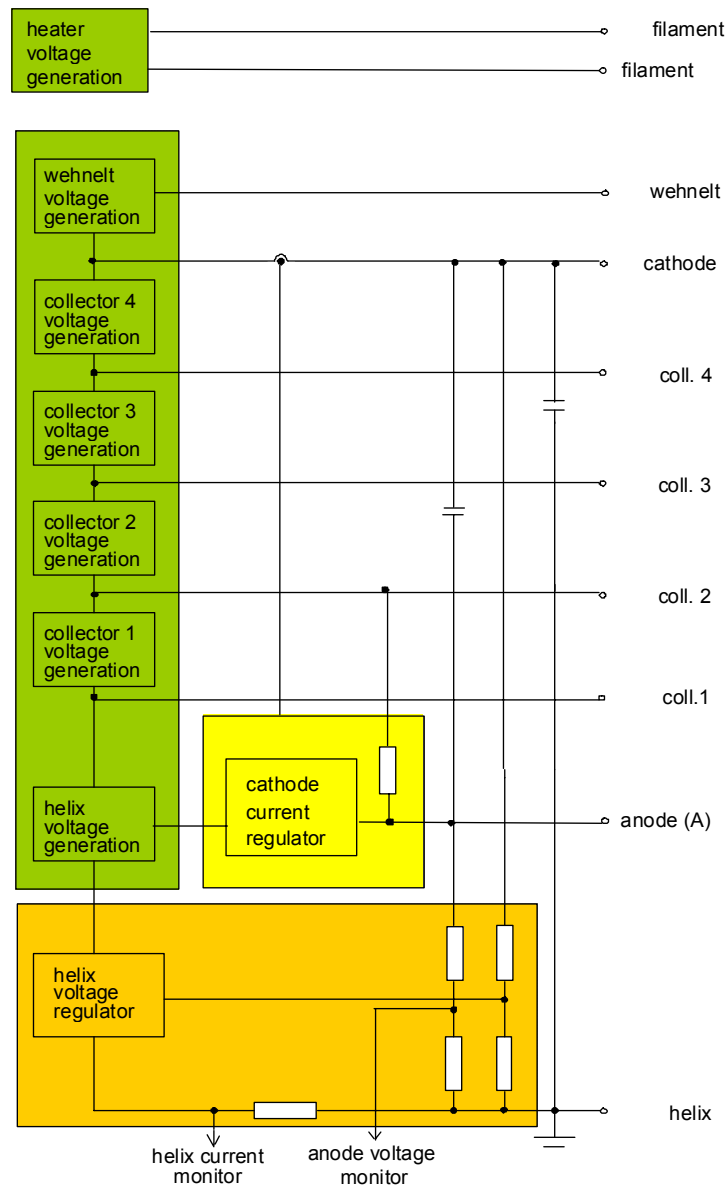 heater
voltage
generation
filament
filament
wehnelt
voltage
generation
wehnelt
cathode
collector 4
voltage
generation
coll. 4
collector 3
voltage
generation
coll. 3
collector 2
voltage
generation
coll. 2
collector 1
voltage
generation
coll.1
helix
voltage
generation
cathode
current
regulator
anode (A)
helix
voltage
regulator
helix
helix current
monitor
anode voltage
monitor